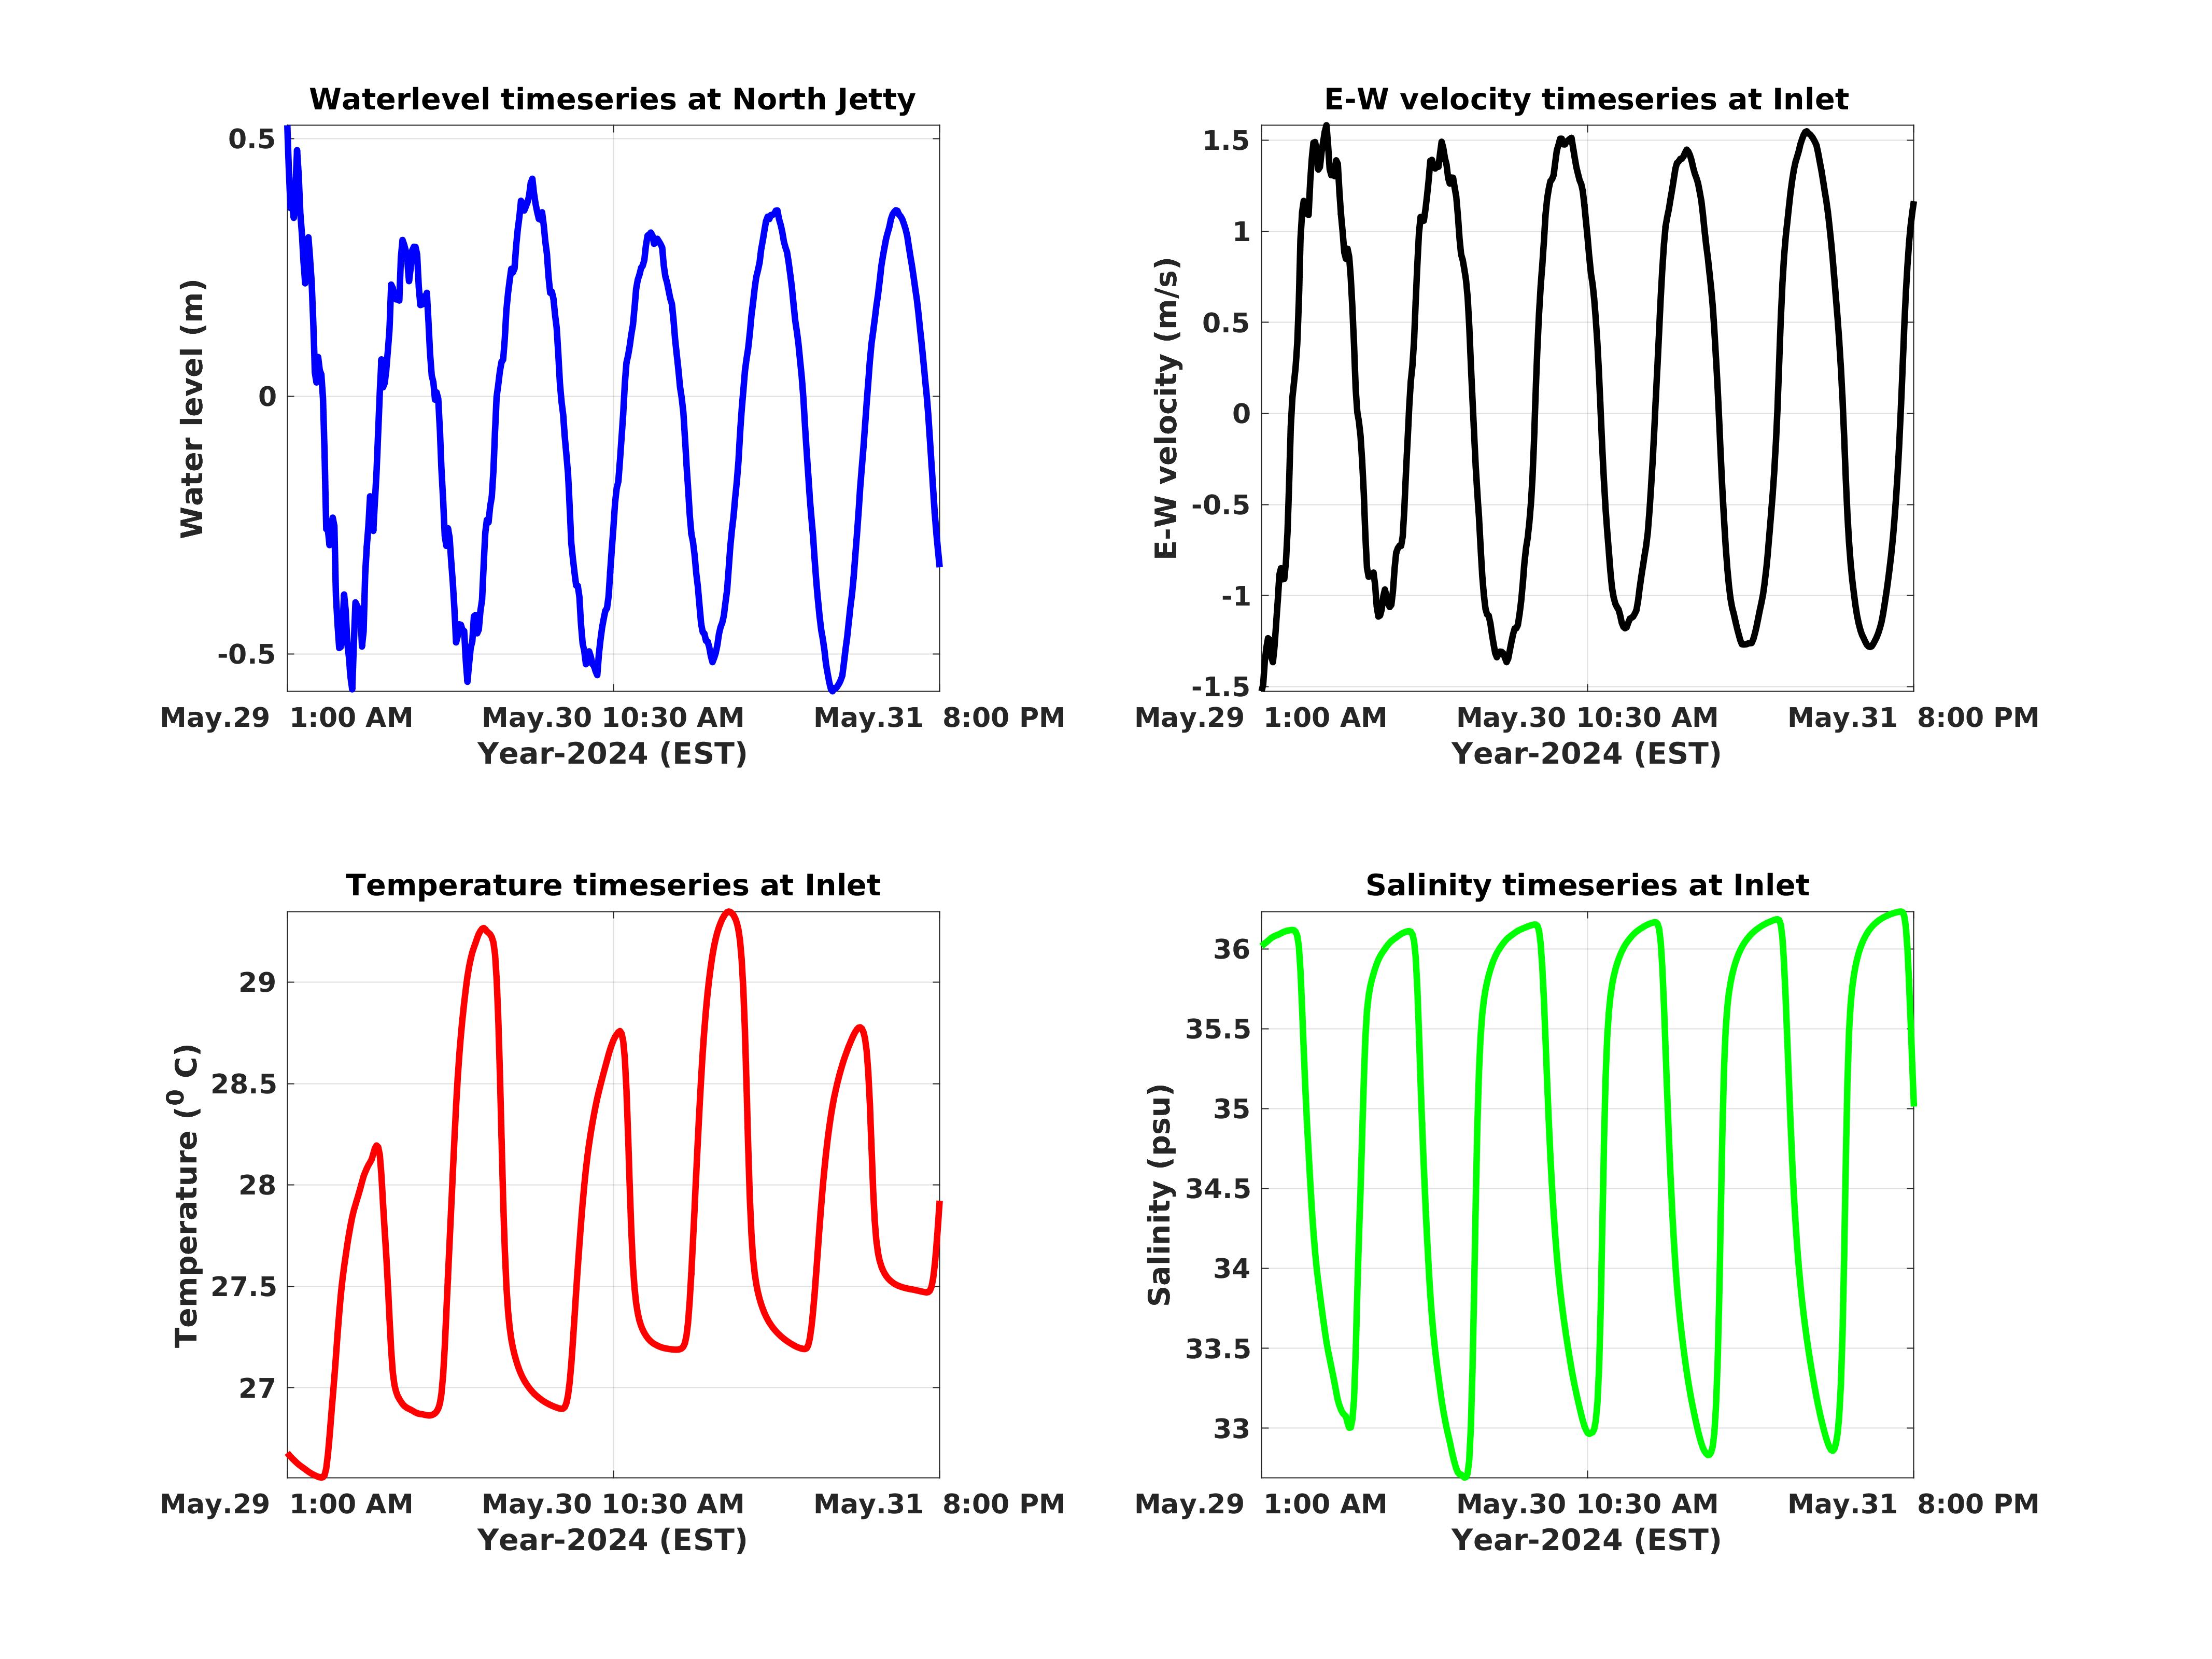 Waterlevel timeseries at North Jetty
0.5
0
-0.5
Water level (m)
May.29 1:00 AM May.30 10:30 AM May.31 8:00 PM
Year-2024 (EST)
E-W velocity timeseries at Inlet
1.5
1
0.5
0
-0.5
-1
-1.5
E-W velocity (m/s)
May.29 1:00 AM May.30 10:30 AM May.31 8:00 PM
Year-2024 (EST)
Temperature timeseries at Inlet
29
28.5
28
27.5
27
Temperature (⁰ C)
May.29 1:00 AM May.30 10:30 AM May.31 8:00 PM
Year-2024 (EST)
Salinity timeseries at Inlet
36
35.5
35
34.5
34
33.5
33
Salinity (psu)
May.29 1:00 AM May.30 10:30 AM May.31 8:00 PM
Year-2024 (EST)